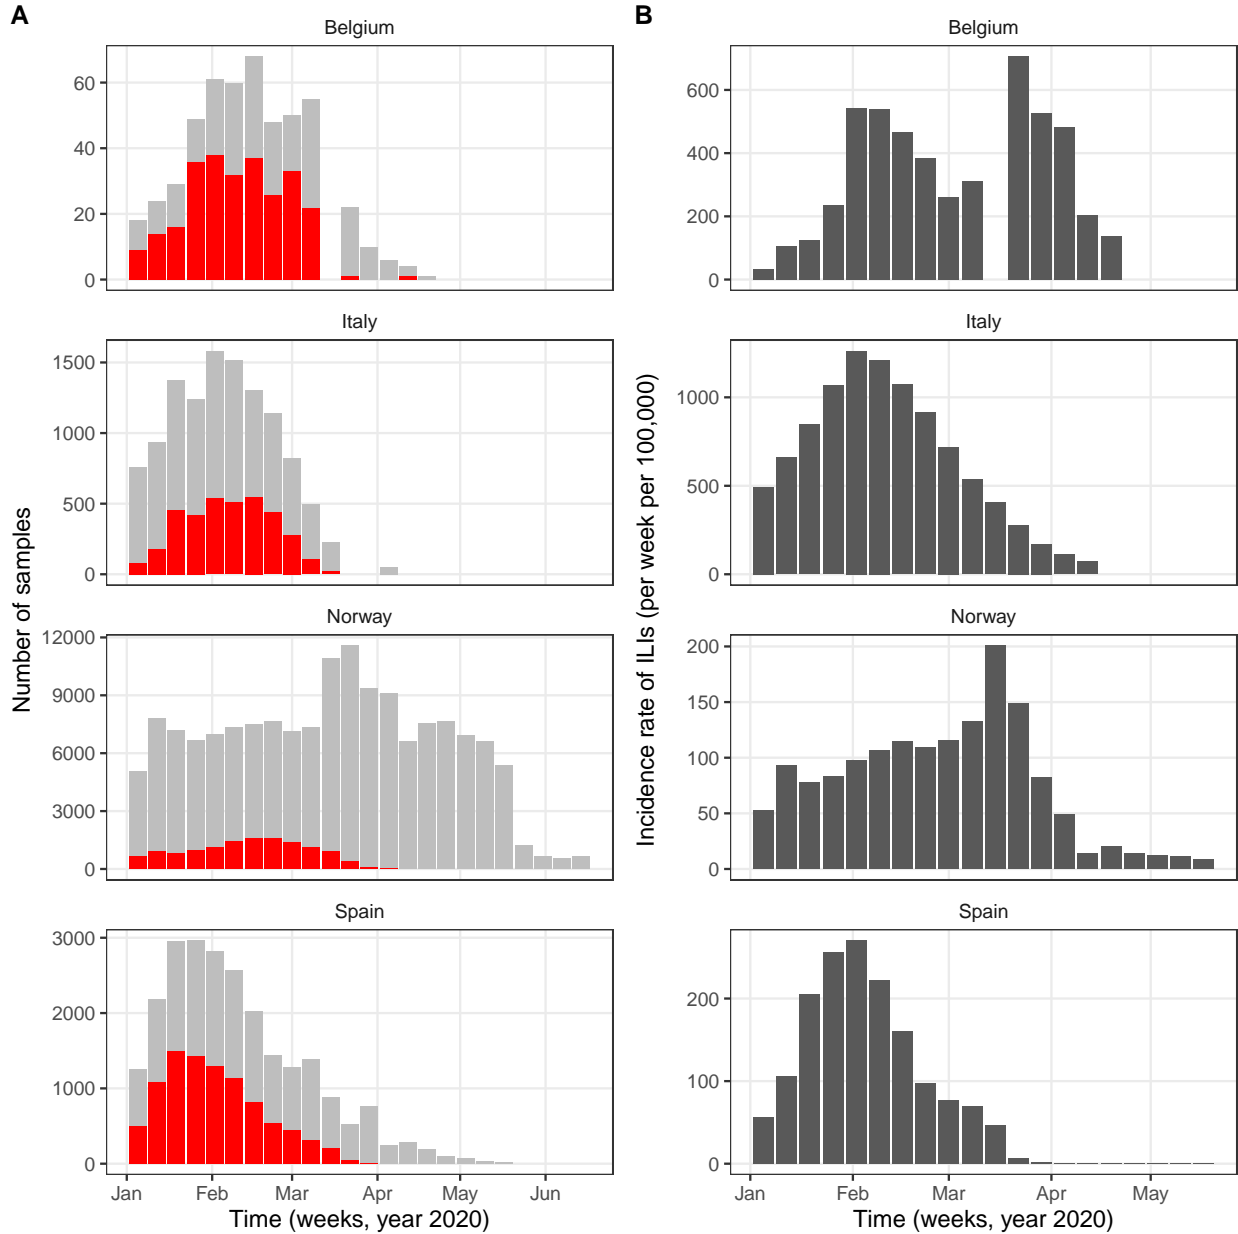 A
Belgium
60
40
20
0
Italy
1500
1000
500
0
Norway
12000
9000
6000
3000
0
Spain
3000
2000
1000
0
Jan Feb Mar Apr May Jun
Time (weeks, year 2020)
Number of samples
B
Belgium
600
400
200
0
Italy
1000
500
0
Norway
200
150
100
50
0
Spain
200
100
0
Jan Feb Mar Apr May
Time (weeks, year 2020)
Incidence rate of ILIs (per week per 100,000)